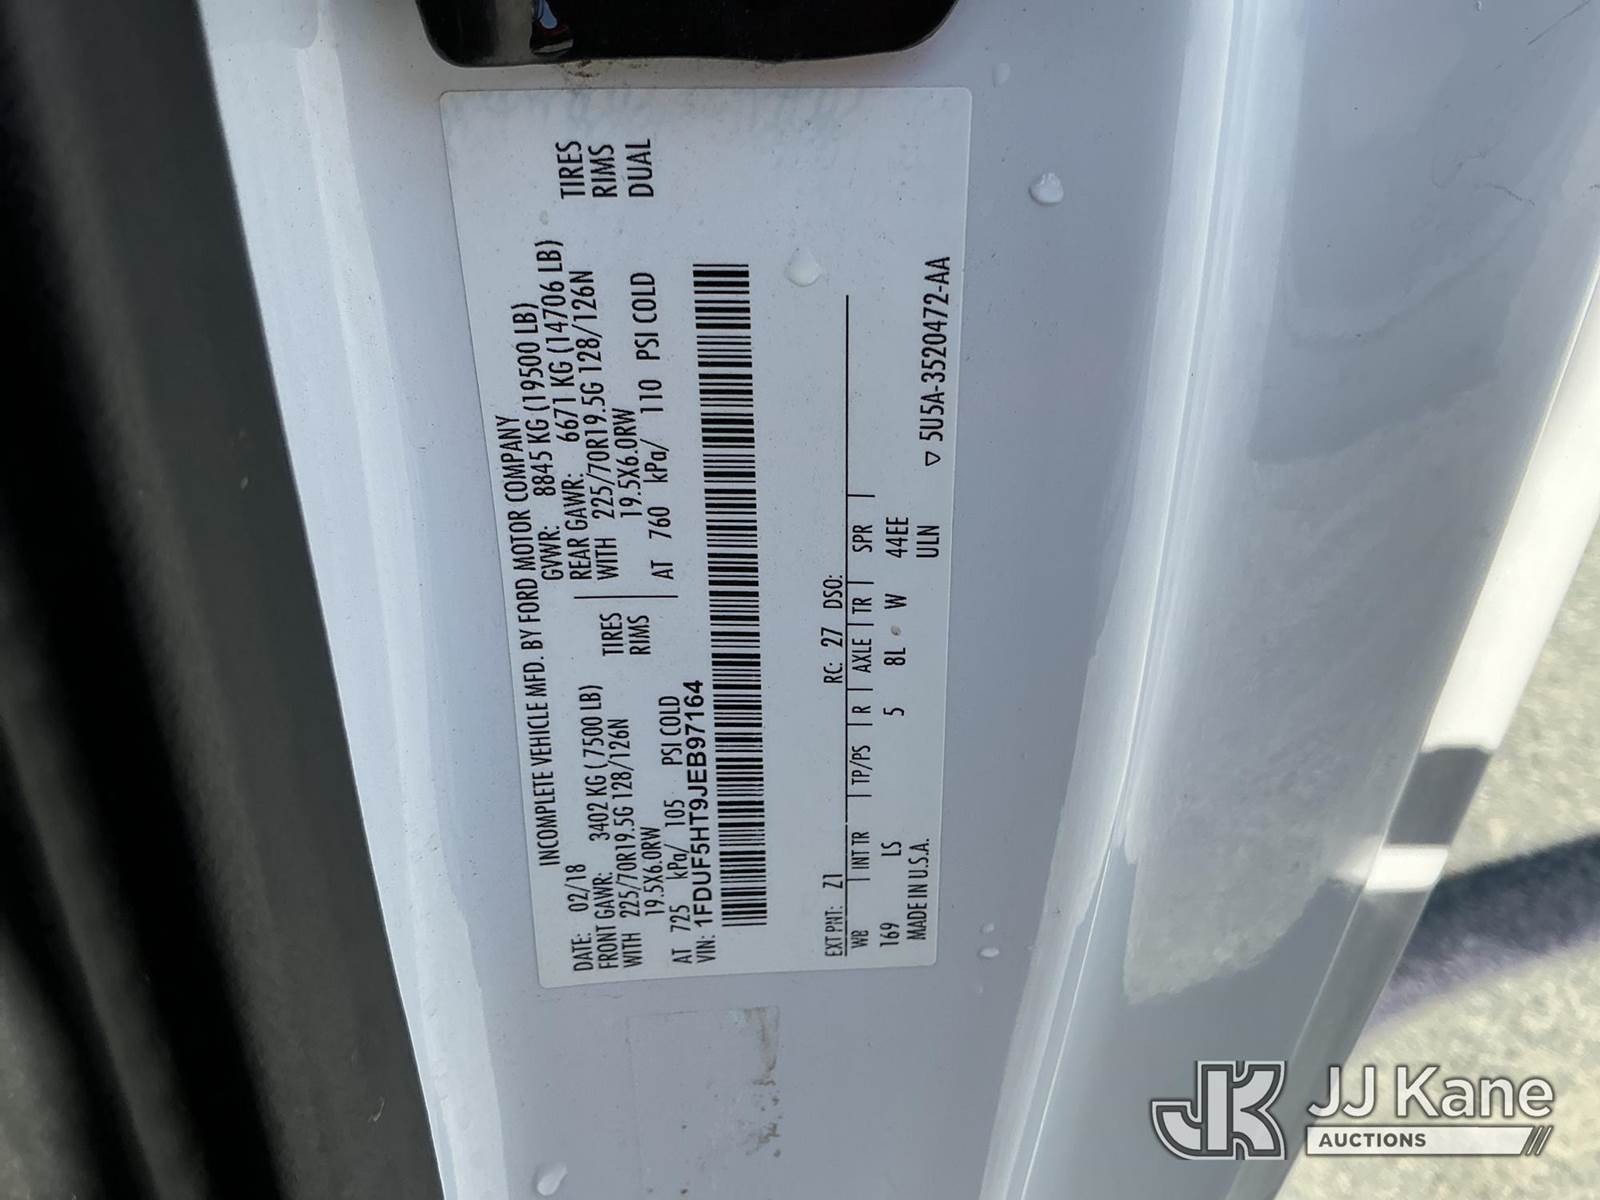 INCOMPLETE VEHICLE MFD. BY FORD MOTOR COMPANY
DATE: 02/18 GVWR: 8845 KG (19500 LB)
FRONT GAWR: 3402 KG (7500 LB) REAR GAWR: 6671 KG (14706 LB)
WITH 225/70R19.5G 128/126N TIRES WITH 225/70R19.5G 128/126N TIRES
19.5X6.0RW RIMS 19.5X6.0RW RIMS
AT 725 kPa/ 105 PSI COLD AT 760 kPa/ 110 PSI COLD DUAL
VIN: 1FDUF5HT9JEB97164
EXT PNT: Z1 RC: 27 DSO:
WB INT TR TP/PS R AXLE TR SPR
169 LS 5 8L W 44EE
MADE IN U.S.A. ULN ▽ 5U5A-3520472-AA
JK JJ Kane
AUCTIONS